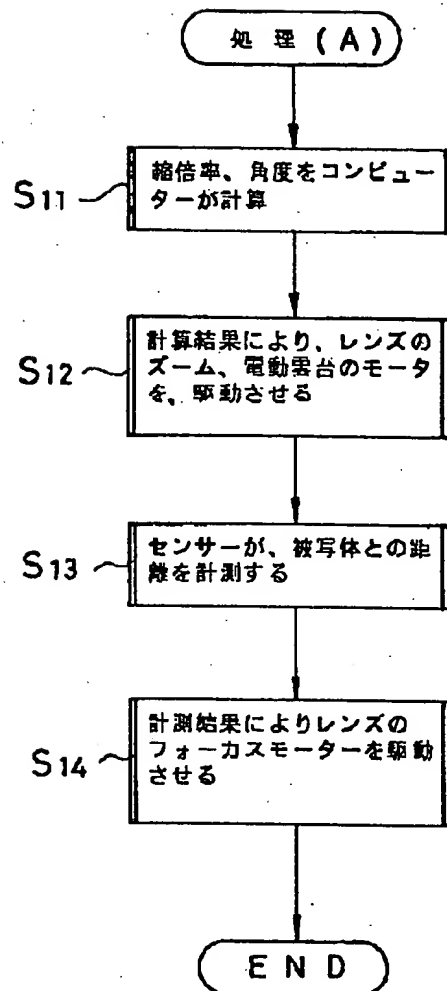 処理(A)
S11
縮倍率、角度をコンピュー
ターが計算
S12
計算結果により、レンズの
ズーム、電動雲台のモータ
を、駆動させる
S13
センサーが、被写体との距
離を計測する
S14
計測結果によりレンズの
フォーカスモーターを駆動
させる
END